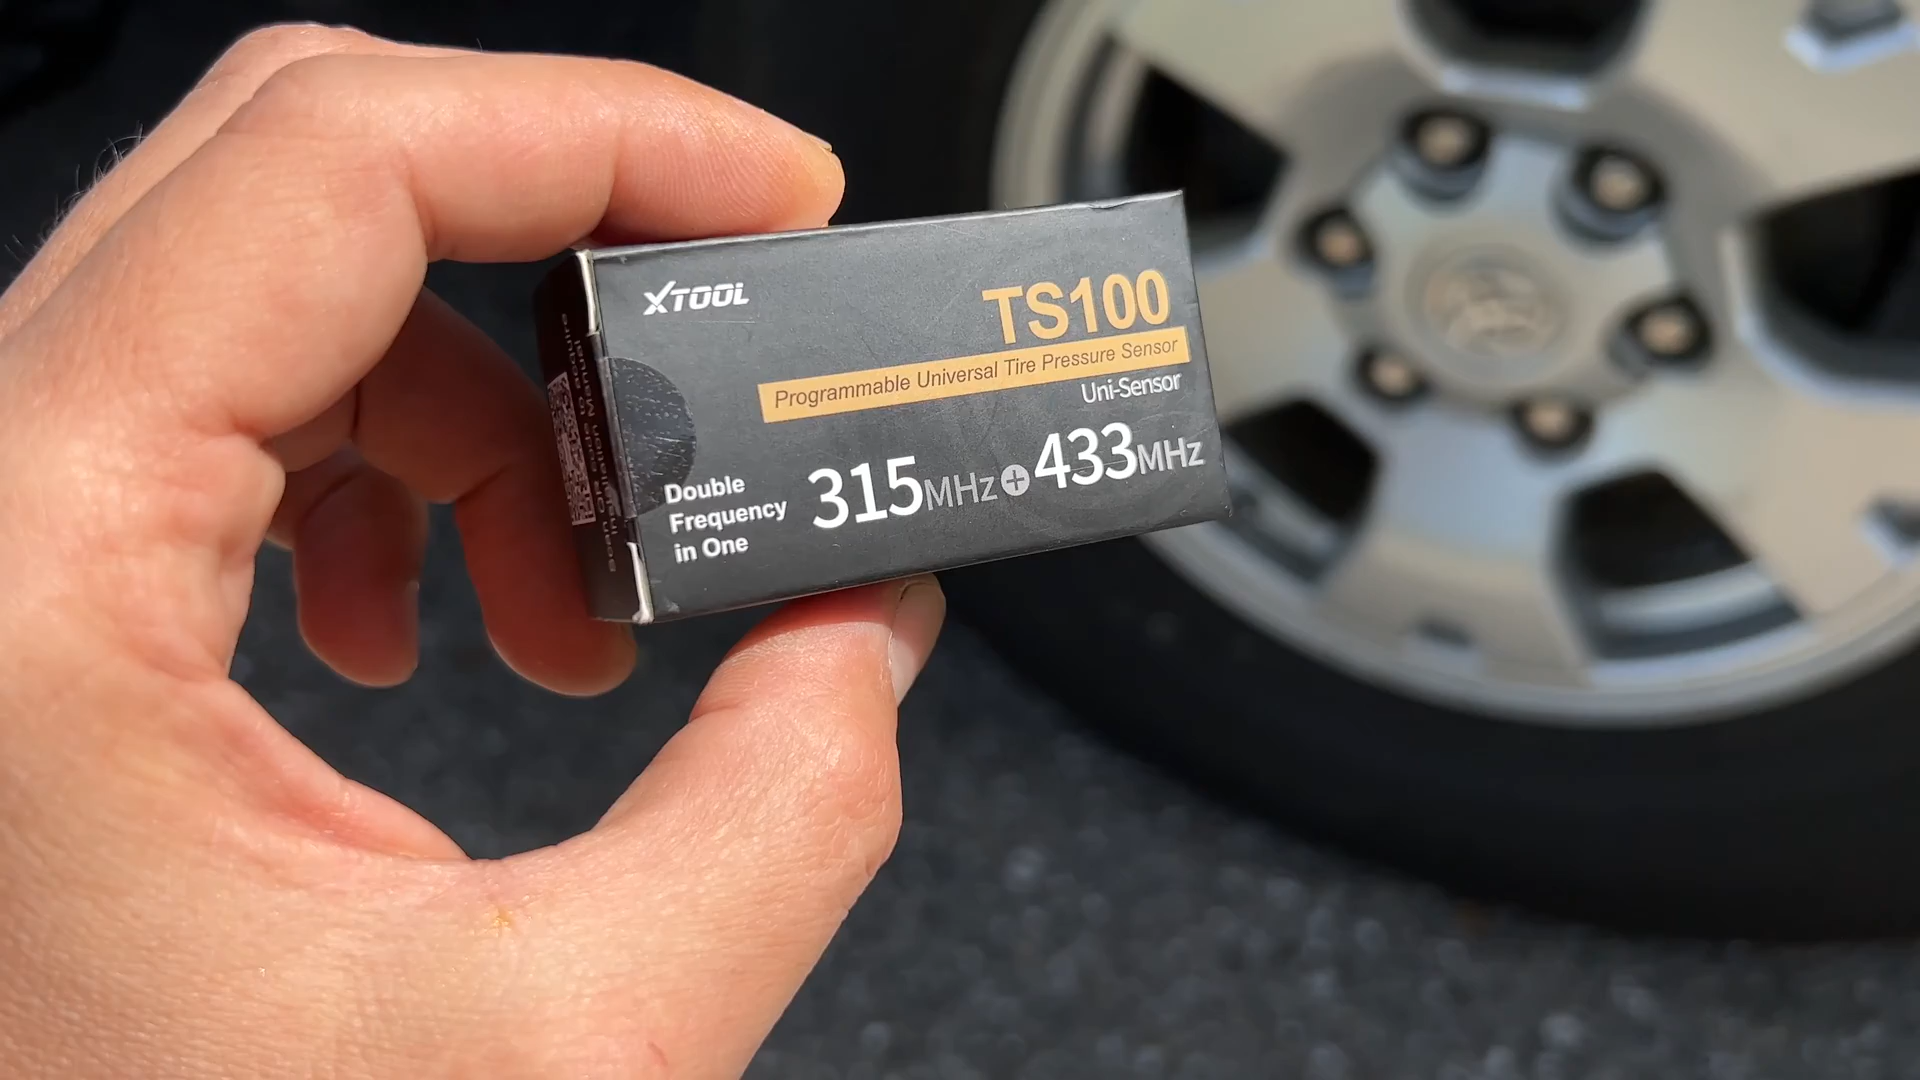 XTOOL
TS100
Programmable Universal Tire Pressure Sensor
Uni-Sensor
Double
Frequency
in One
315MHz+433MHz